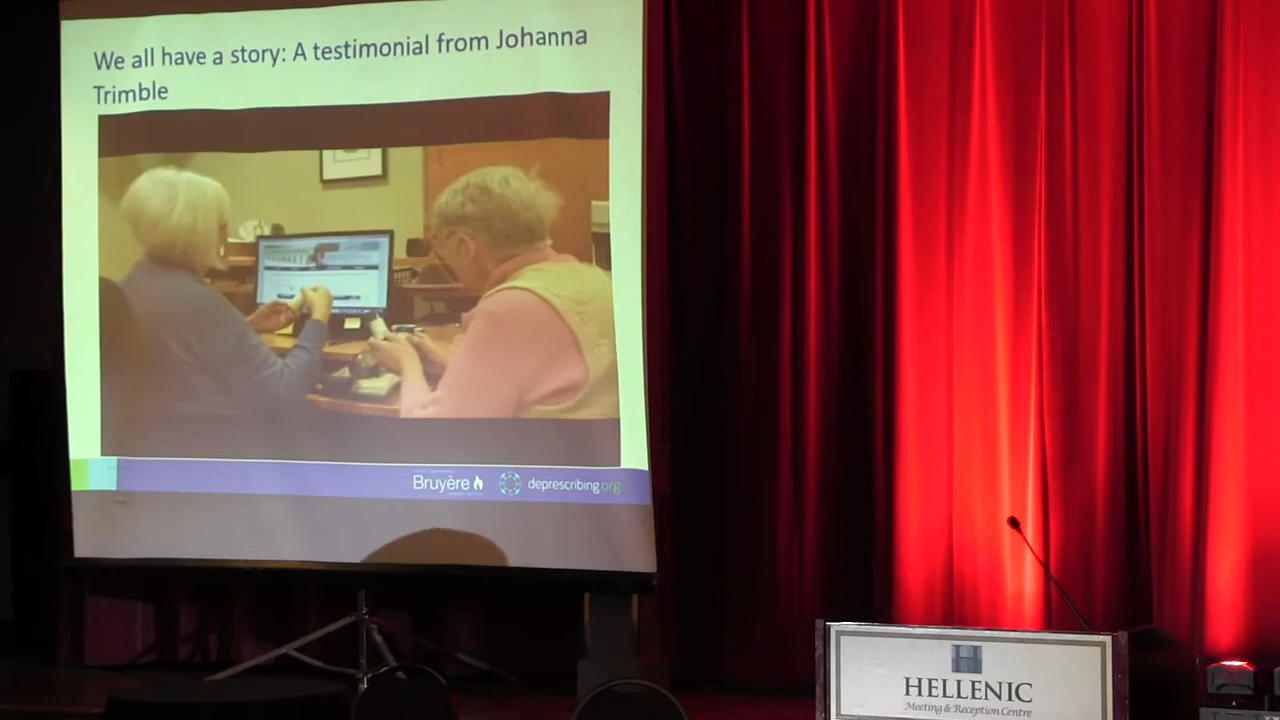 We all have a story: A testimonial from Johanna
Trimble
Bruyère
deprescribing.org
HELLENIC
Meeting & Reception Centre